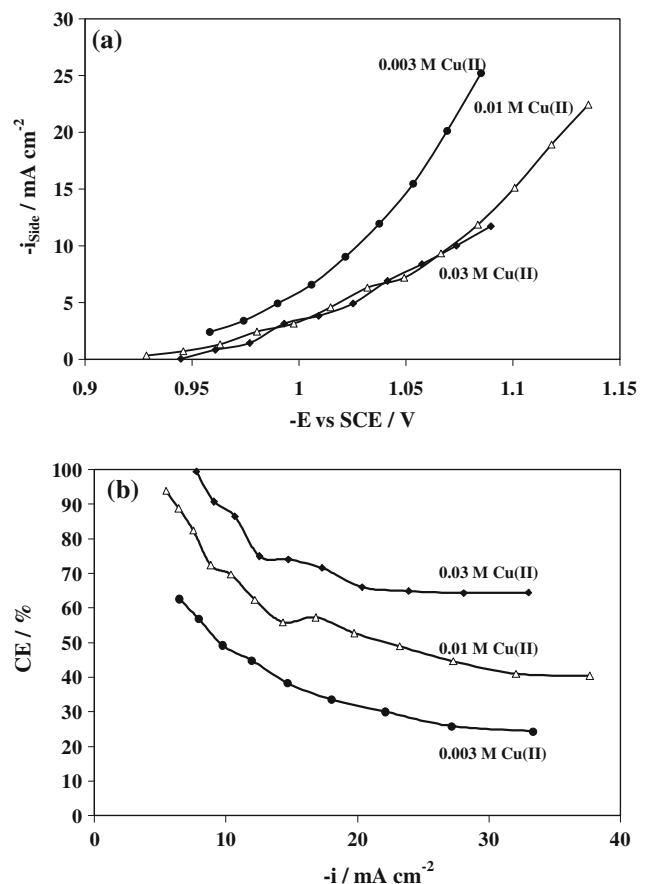 (a)
30
25
20
15
10
5
0
-i_Side / mA cm⁻²
0.003 M Cu(II)
0.01 M Cu(II)
0.03 M Cu(II)
0.9 0.95 1 1.05 1.1 1.15
-E vs SCE / V
(b)
100
90
80
70
60
50
40
30
20
10
0
CE / %
0.03 M Cu(II)
0.01 M Cu(II)
0.003 M Cu(II)
0 10 20 30 40
-i / mA cm⁻²